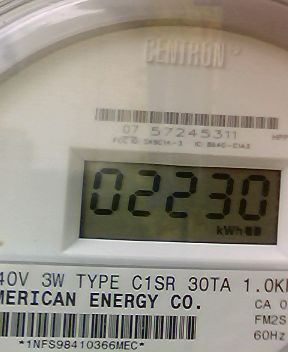 CENTRON
07 57245311
02230
kWh
40V 3W TYPE C1SR 30TA 1.0K
MERICAN ENERGY CO.
CA 0
FM2S
60Hz
*1NFS98410366MEC*